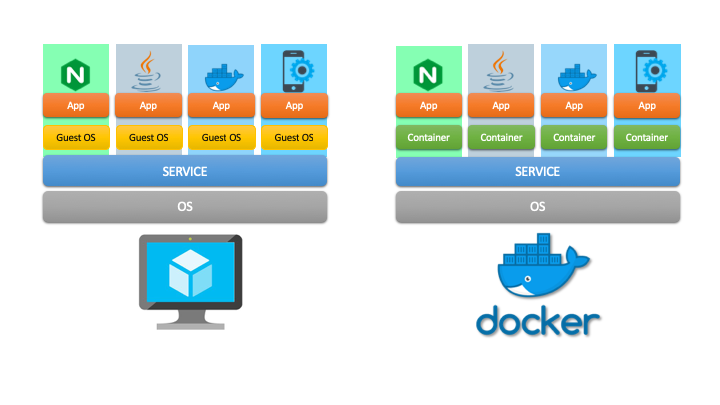 App App App App
Guest OS Guest OS Guest OS Guest OS
SERVICE
OS
App App App App
Container Container Container Container
SERVICE
OS
docker